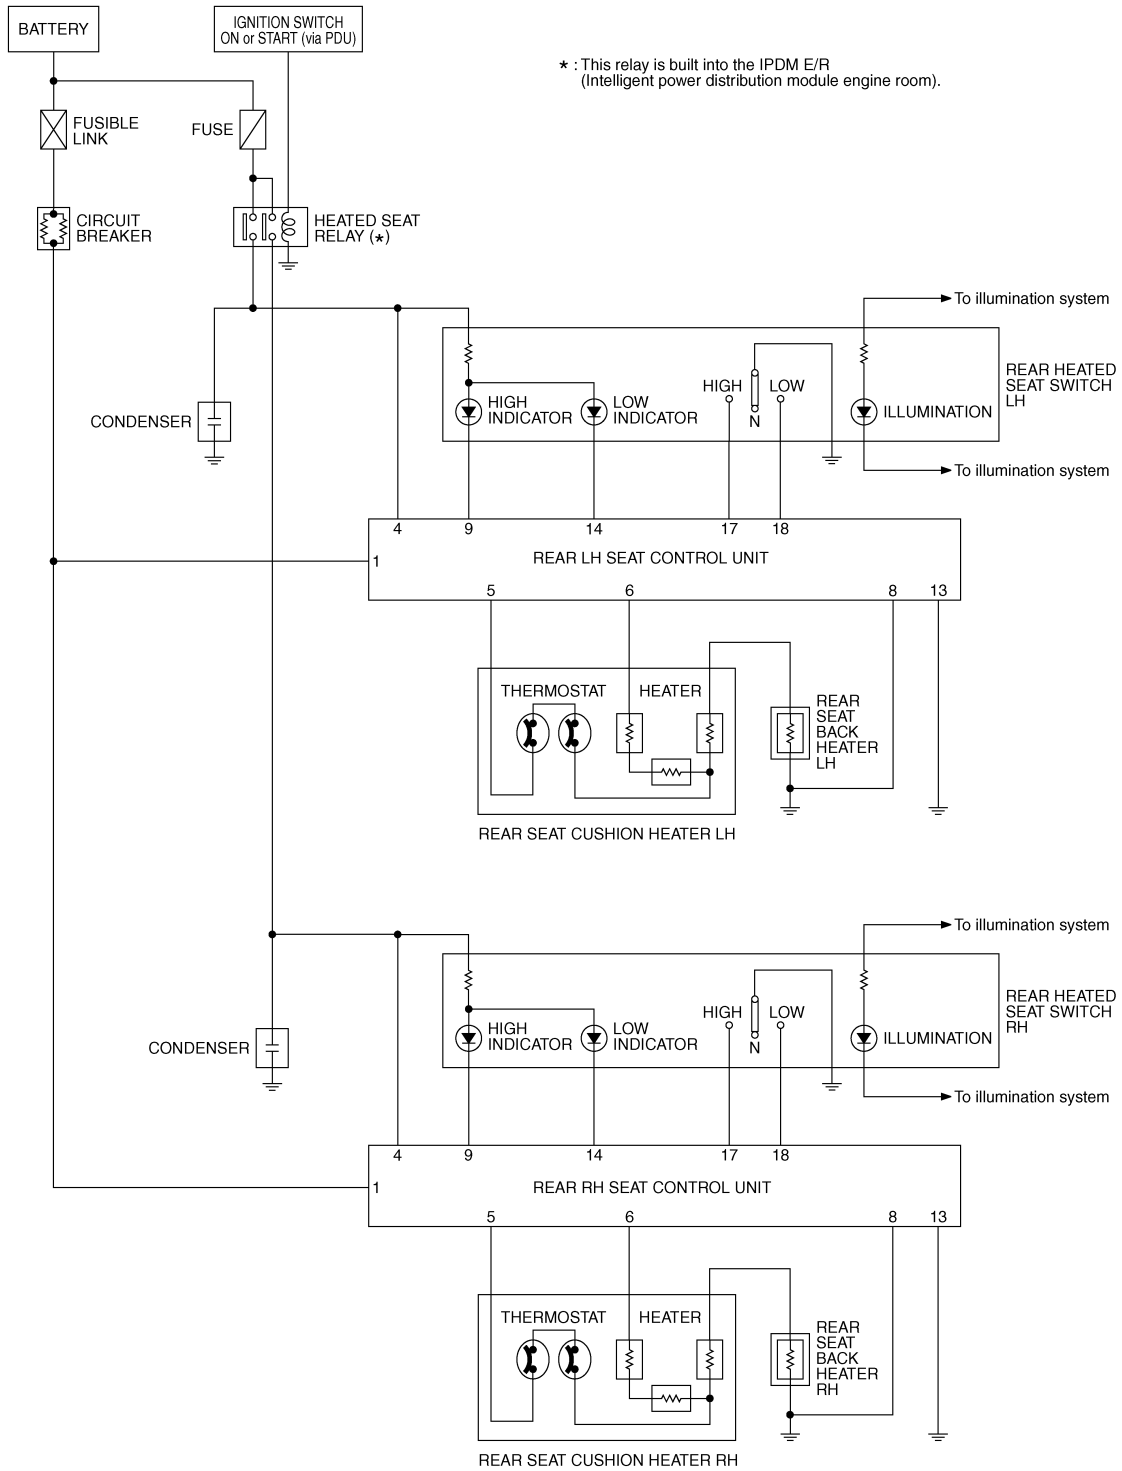 BATTERY
IGNITION SWITCH
ON or START (via PDU)
* : This relay is built into the IPDM E/R
(Intelligent power distribution module engine room).
FUSIBLE
LINK
FUSE
CIRCUIT
BREAKER
HEATED SEAT
RELAY (*)
To illumination system
REAR HEATED
SEAT SWITCH
LH
HIGH
LOW
N
CONDENSER
HIGH
INDICATOR
LOW
INDICATOR
ILLUMINATION
To illumination system
4
9
14
17
18
1
REAR LH SEAT CONTROL UNIT
5
6
8
13
THERMOSTAT
HEATER
REAR
SEAT
BACK
HEATER
LH
REAR SEAT CUSHION HEATER LH
To illumination system
REAR HEATED
SEAT SWITCH
RH
HIGH
LOW
N
CONDENSER
HIGH
INDICATOR
LOW
INDICATOR
ILLUMINATION
To illumination system
4
9
14
17
18
1
REAR RH SEAT CONTROL UNIT
5
6
8
13
THERMOSTAT
HEATER
REAR
SEAT
BACK
HEATER
RH
REAR SEAT CUSHION HEATER RH